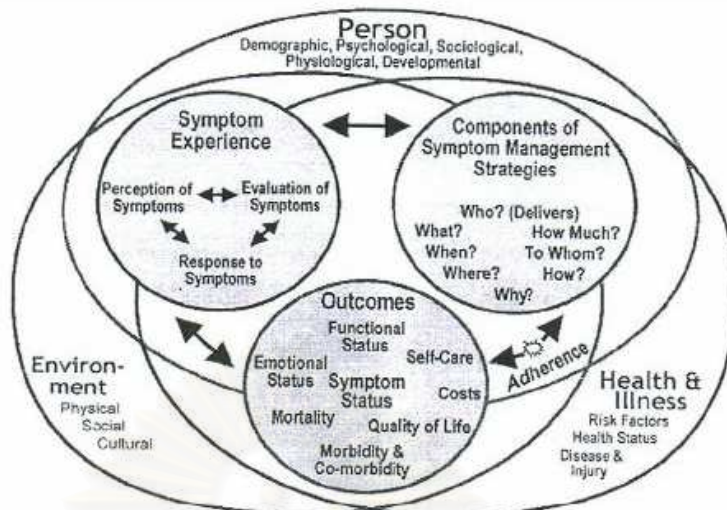 Person
Demographic, Psychological, Sociological,
Physiological, Developmental
Symptom
Experience
Perception of
Symptoms
Evaluation of
Symptoms
Response to
Symptoms
Components of
Symptom Management
Strategies
Who? (Delivers)
What?
How Much?
When?
To Whom?
Where?
How?
Why?
Outcomes
Functional
Status
Emotional
Status
Self-Care
Symptom
Status
Costs
Mortality
Quality of Life
Morbidity &
Co-morbidity
Adherence
Environ-
ment
Physical
Social
Cultural
Health &
Illness
Risk Factors
Health Status
Disease &
Injury